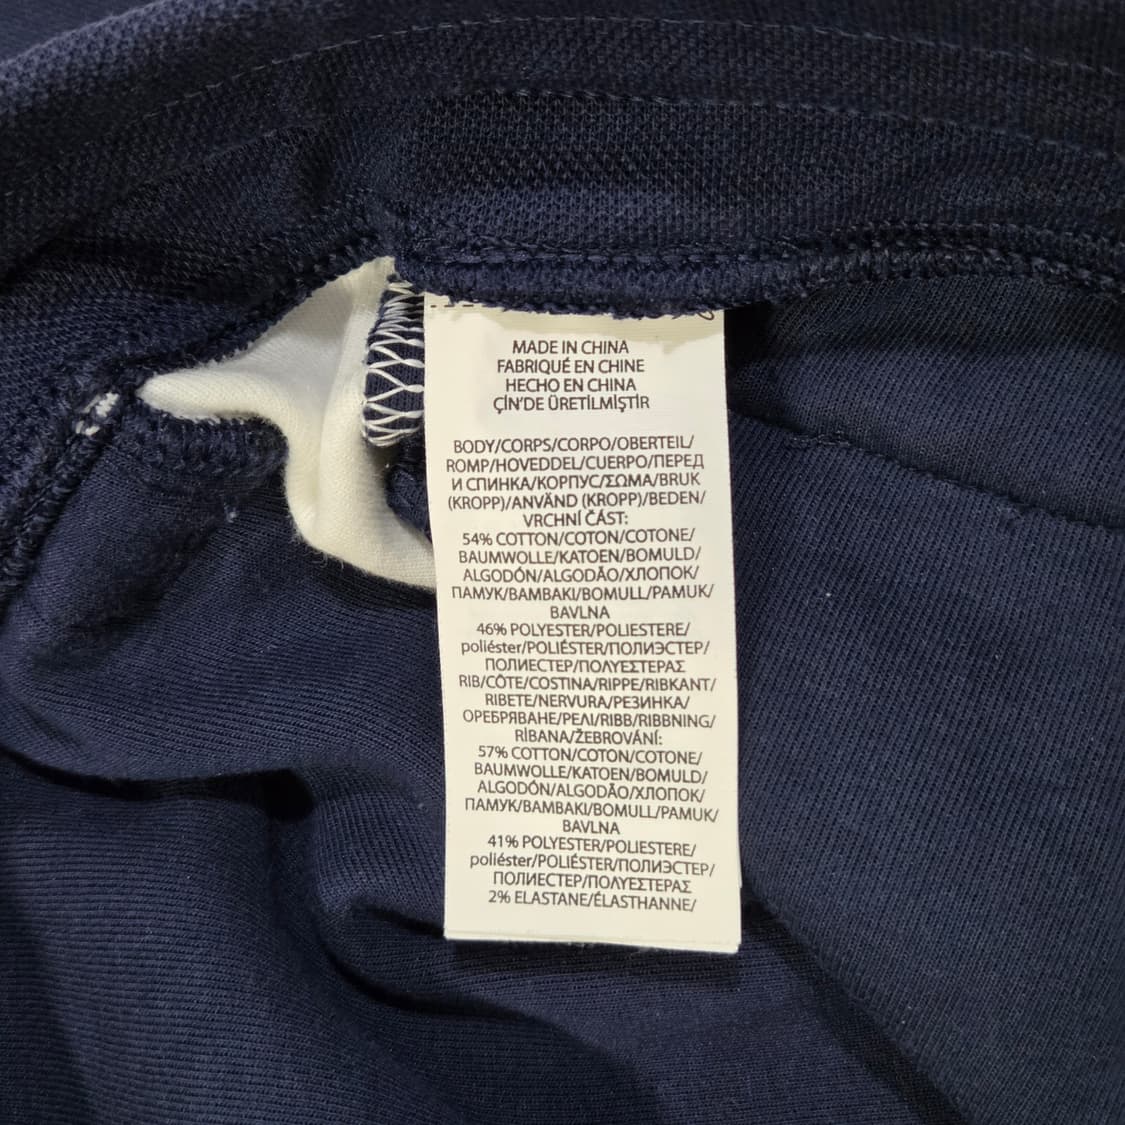 MADE IN CHINA
FABRIQUÉ EN CHINE
HECHO EN CHINA
ÇİN'DE ÜRETİLMİŞTİR
BODY/CORPS/CORPO/OBERTEIL/
ROMP/HOVEDDEL/CUERPO/ПЕРЕД
И СПИНКА/КОРПУС/ΣΩΜΑ/BRUK
(KROPP)/ANVÄND (KROPP)/BEDEN/
VRCHNÍ ČÁST:
54% COTTON/COTON/COTONE/
BAUMWOLLE/KATOEN/BOMULD/
ALGODÓN/ALGODÃO/ХЛОПОК/
ПАМУК/ΒΑΜΒΑΚΙ/BOMULL/PAMUK/
BAVLNA
46% POLYESTER/POLIESTERE/
poliéster/POLIÉSTER/ПОЛИЭСТЕР/
ПОЛИЕСТЕР/ΠΟΛΥΕΣΤΕΡΑΣ
RIB/CÔTE/COSTINA/RIPPE/RIBKANT/
RIBETE/NERVURA/РЕЗИНКА/
ОРЕБРЯВАНЕ/ΡΕΛΙ/RIBB/RIBBNING/
RİBANA/ŽEBROVÁNÍ:
57% COTTON/COTON/COTONE/
BAUMWOLLE/KATOEN/BOMULD/
ALGODÓN/ALGODÃO/ХЛОПОК/
ПАМУК/ΒΑΜΒΑΚΙ/BOMULL/PAMUK/
BAVLNA
41% POLYESTER/POLIESTERE/
poliéster/POLIÉSTER/ПОЛИЭСТЕР/
ПОЛИЕСТЕР/ΠΟΛΥΕΣΤΕΡΑΣ
2% ELASTANE/ÉLASTHANNE/